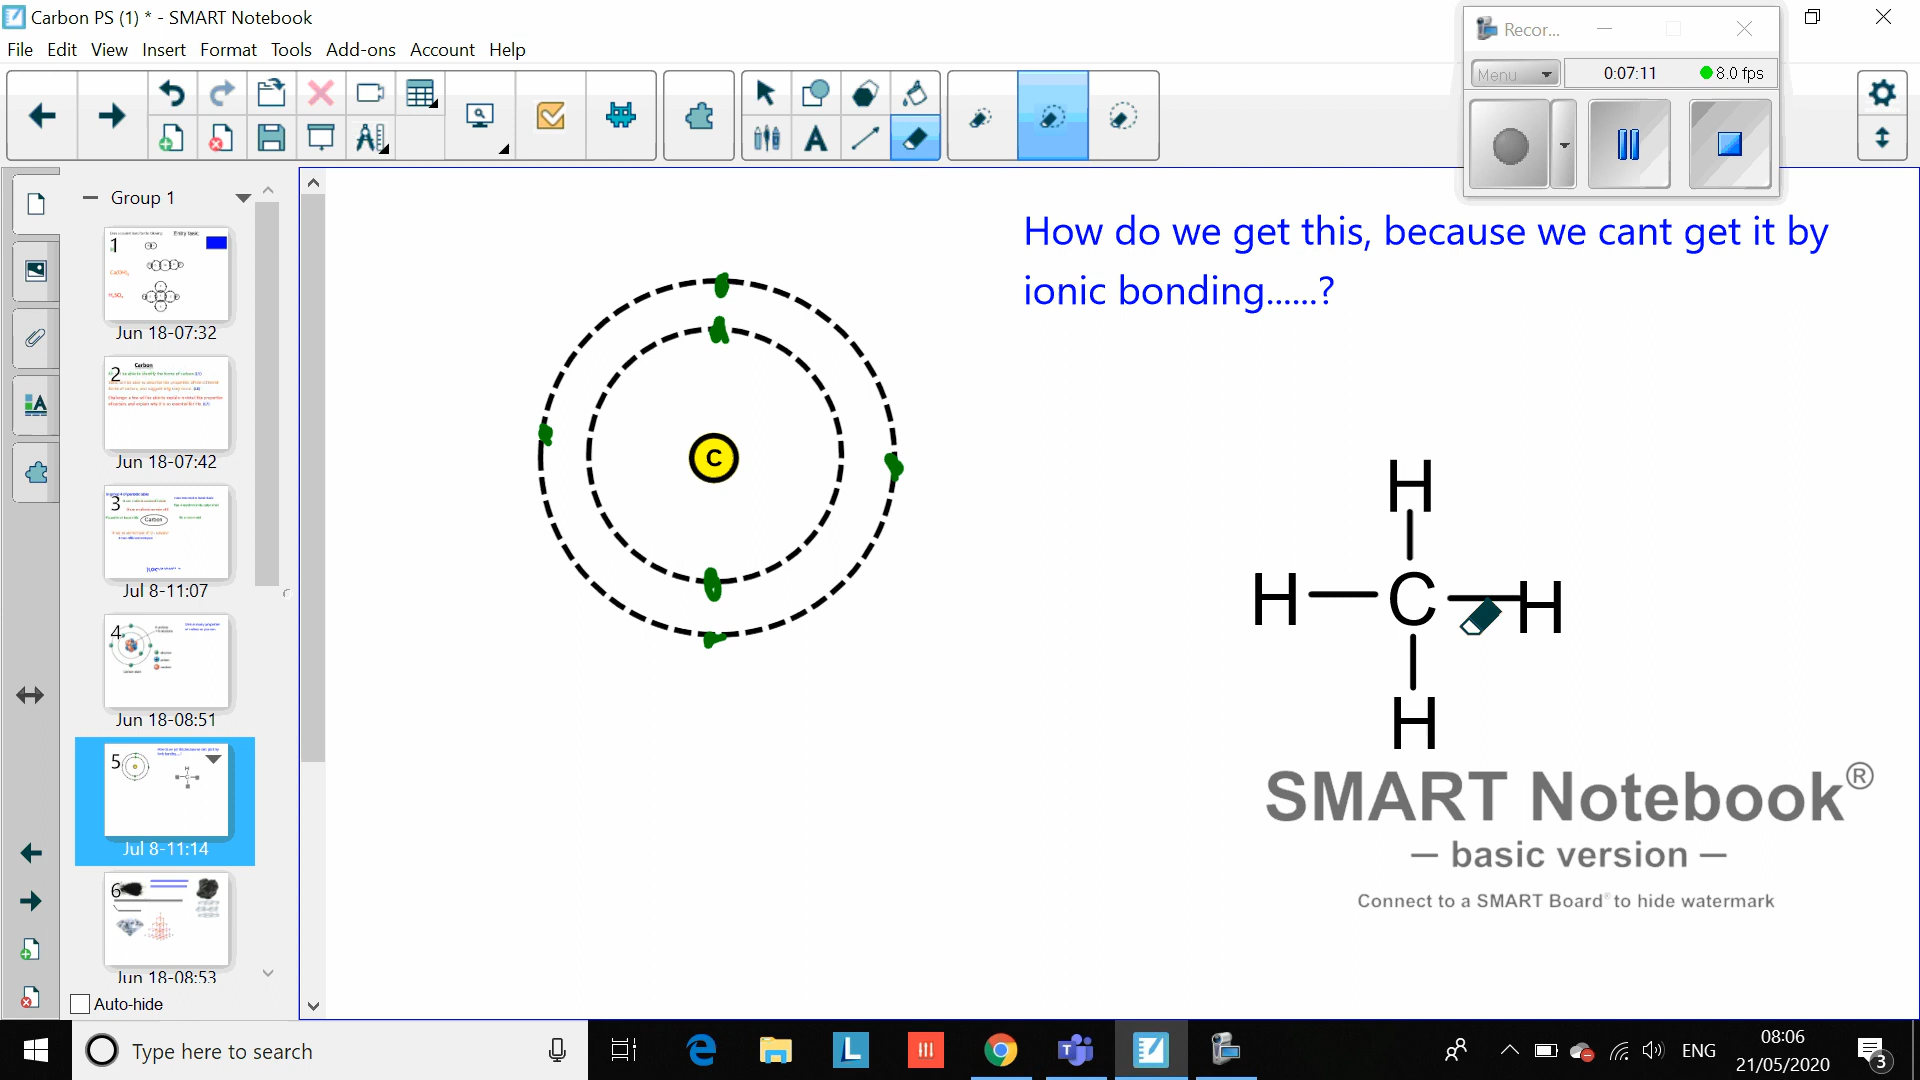 Carbon PS (1) * - SMART Notebook
File Edit View Insert Format Tools Add-ons Account Help
Recor...
Menu 0:07:11 8.0 fps
Group 1
1
Entry task:
Jun 18-07:32
2
Carbon
Jun 18-07:42
3
Carbon
Jul 8-11:07
4
Jun 18-08:51
5
Jul 8-11:14
6
Jun 18-08:53
Auto-hide
How do we get this, because we cant get it by
ionic bonding......?
C
H
H C H
H
SMART Notebook®
— basic version —
Connect to a SMART Board® to hide watermark
Type here to search
ENG
08:06
21/05/2020
3